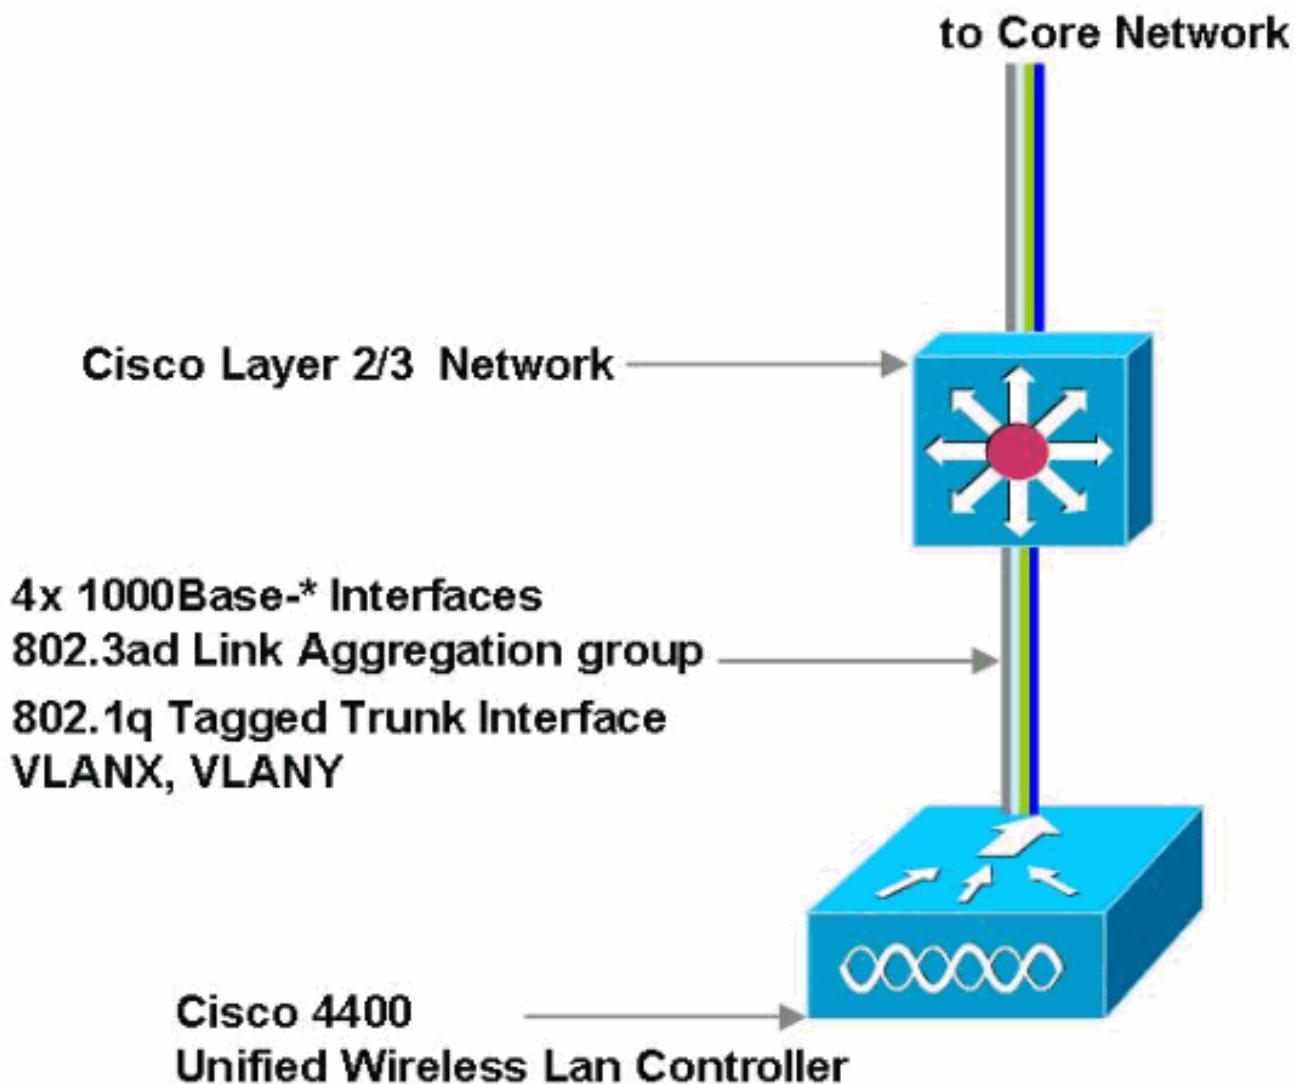 to Core Network
Cisco Layer 2/3 Network
4x 1000Base-* Interfaces
802.3ad Link Aggregation group
802.1q Tagged Trunk Interface
VLANX, VLANY
Cisco 4400
Unified Wireless Lan Controller